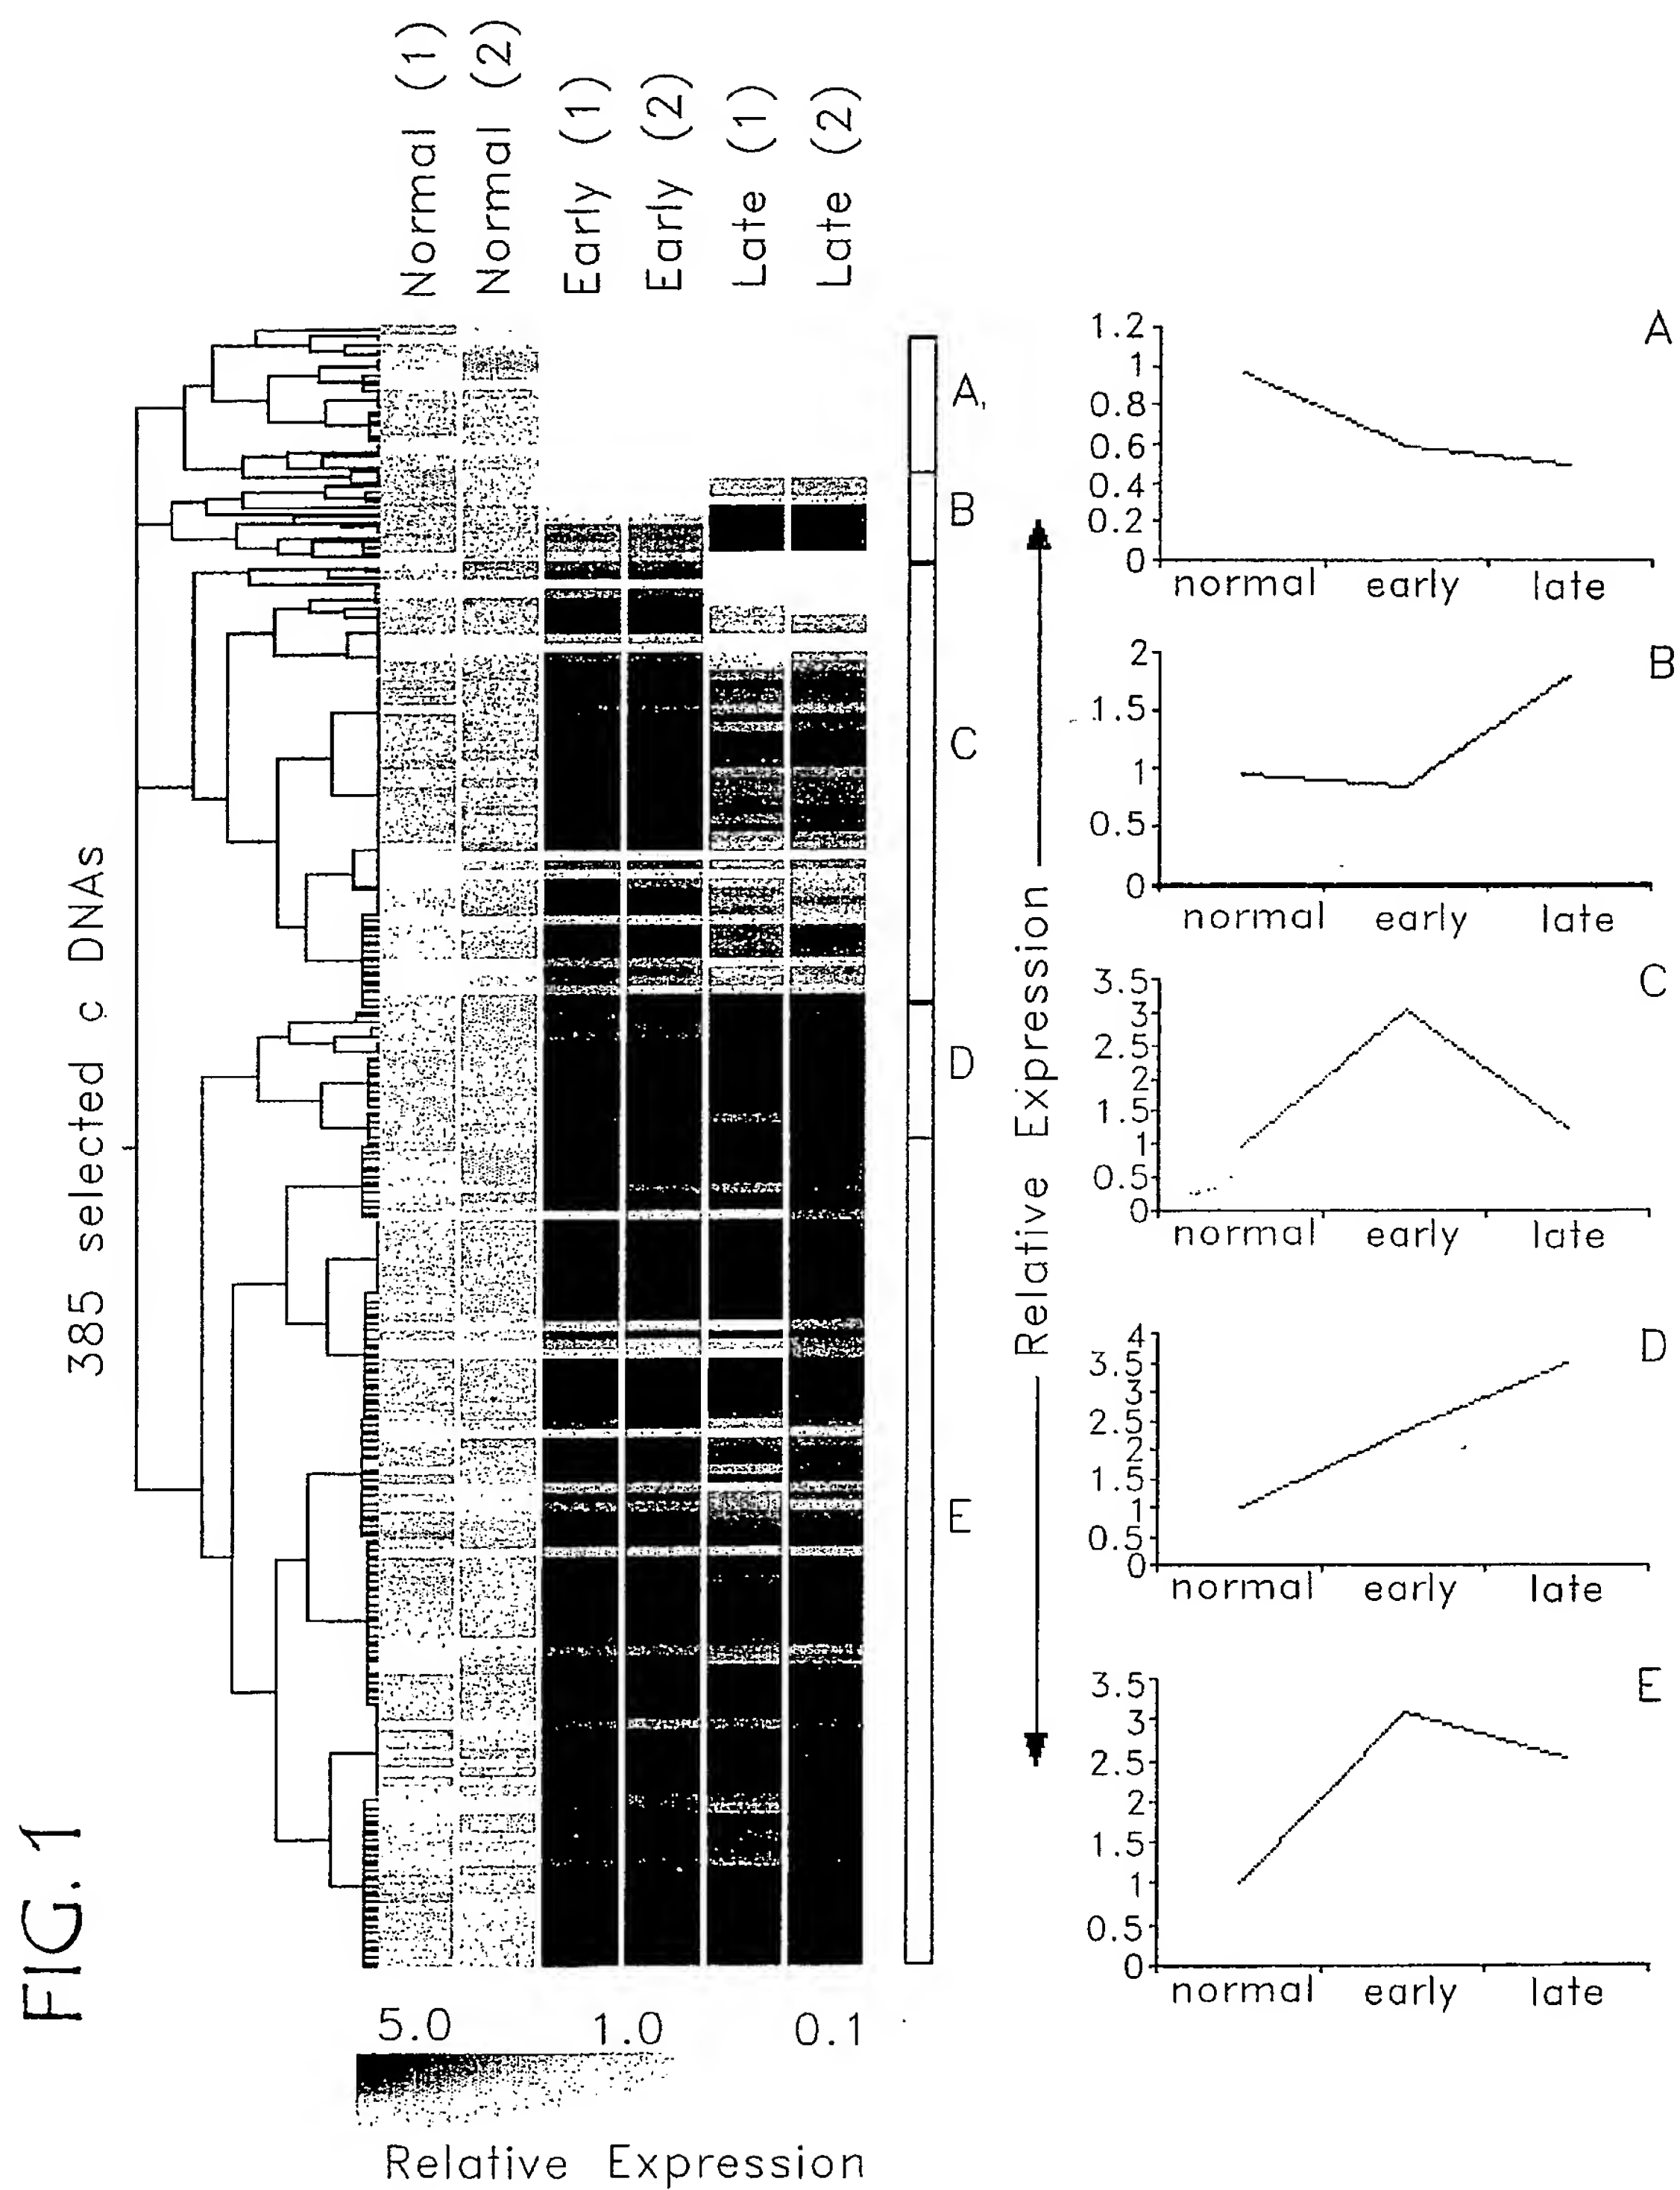 FIG.1
385 selected c DNAs
Normal (1)
Normal (2)
Early (1)
Early (2)
Late (1)
Late (2)
A,
B
C
D
E
Relative Expression
5.0 1.0 0.1
Relative Expression
A
1.2
1
0.8
0.6
0.4
0.2
0
normal early late
B
2
1.5
1
0.5
0
normal early late
C
3.5
3
2.5
2
1.5
1
0.5
0
normal early late
D
4
3.5
3
2.5
2
1.5
1
0.5
0
normal early late
E
3.5
3
2.5
2
1.5
1
0.5
0
normal early late